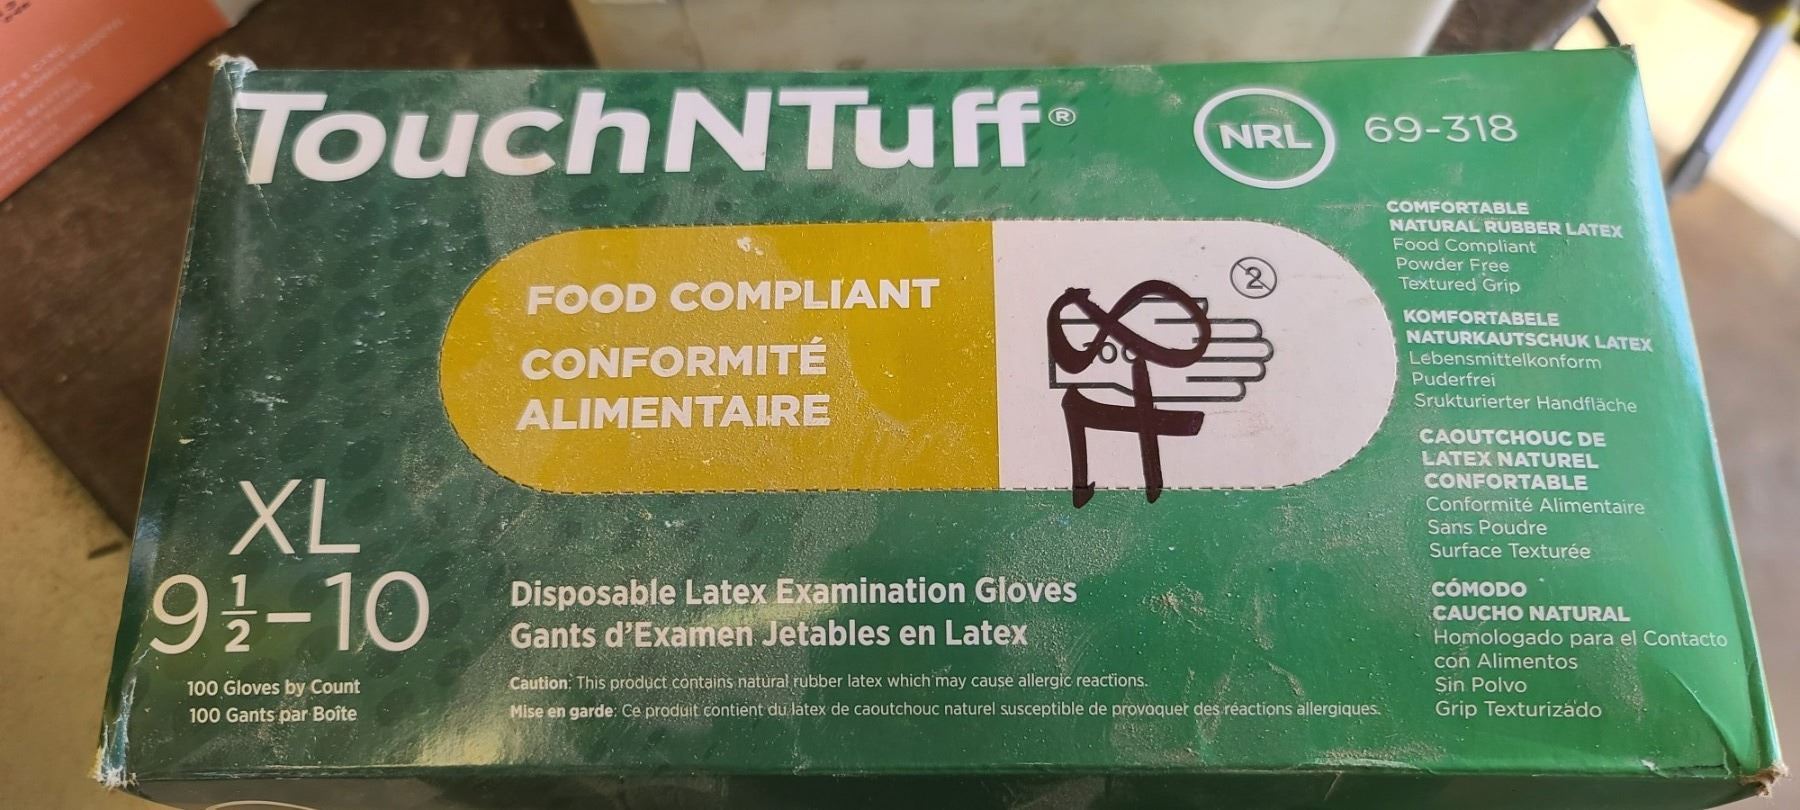 TouchNTuff®
NRL
69-318
COMFORTABLE
NATURAL RUBBER LATEX
Food Compliant
Powder Free
Textured Grip
KOMFORTABELE
NATURKAUTSCHUK LATEX
Lebensmittelkonform
Puderfrei
Srukturierter Handfläche
CAOUTCHOUC DE
LATEX NATUREL
CONFORTABLE
Conformité Alimentaire
Sans Poudre
Surface Texturée
CÓMODO
CAUCHO NATURAL
Homologado para el Contacto
con Alimentos
Sin Polvo
Grip Texturizado
FOOD COMPLIANT
CONFORMITÉ
ALIMENTAIRE
2
XL
9 1/2-10
100 Gloves by Count
100 Gants par Boîte
Disposable Latex Examination Gloves
Gants d'Examen Jetables en Latex
Caution: This product contains natural rubber latex which may cause allergic reactions.
Mise en garde: Ce produit contient du latex de caoutchouc naturel susceptible de provoquer des réactions allergiques.